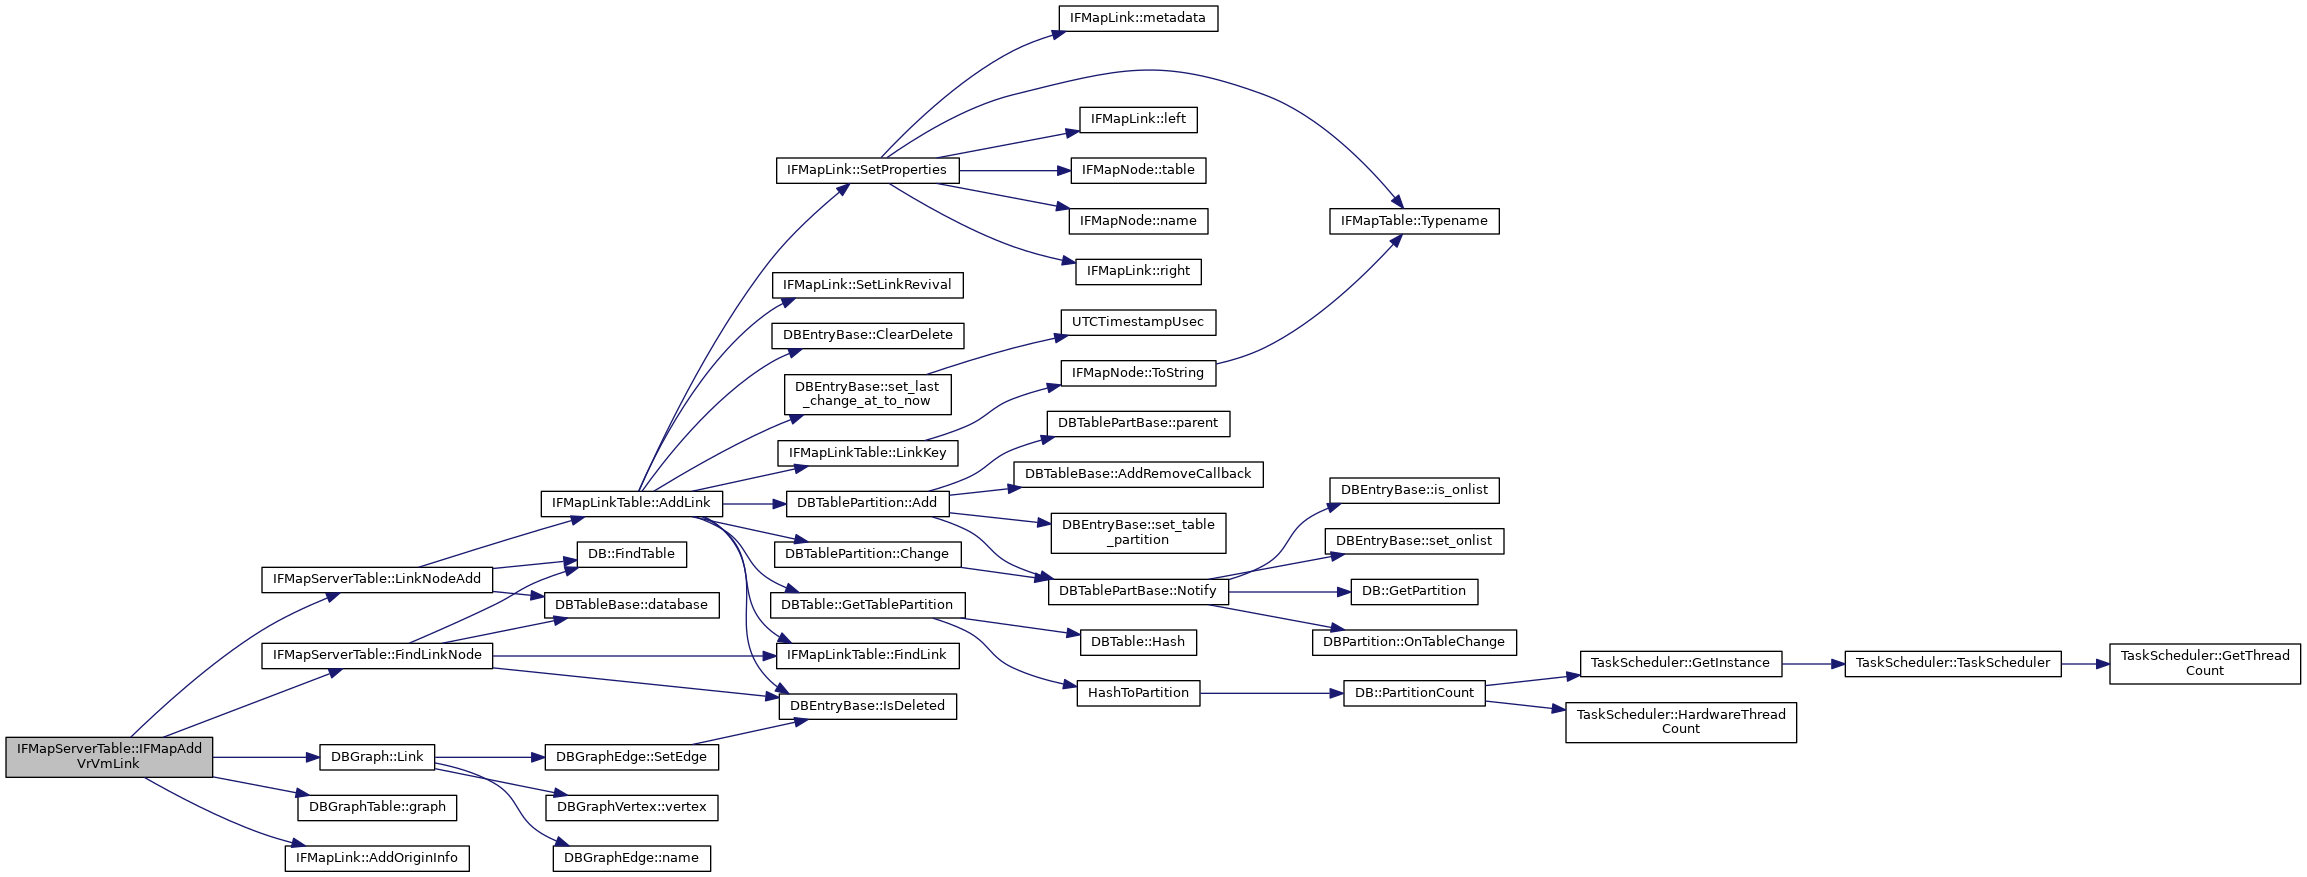 IFMapLink::metadata
IFMapLink::left
IFMapLink::SetProperties
IFMapNode::table
IFMapNode::name
IFMapTable::Typename
IFMapLink::right
IFMapLink::SetLinkRevival
UTCTimestampUsec
DBEntryBase::ClearDelete
DBEntryBase::set_last
_change_at_to_now
IFMapNode::ToString
DBTablePartBase::parent
IFMapLinkTable::LinkKey
DBTableBase::AddRemoveCallback
IFMapLinkTable::AddLink
DBTablePartition::Add
DBEntryBase::is_onlist
DBEntryBase::set_table
_partition
DBEntryBase::set_onlist
DB::FindTable
DBTablePartition::Change
IFMapServerTable::LinkNodeAdd
DBTablePartBase::Notify
DB::GetPartition
DBTableBase::database
DBTable::GetTablePartition
DBTable::Hash
DBPartition::OnTableChange
IFMapServerTable::FindLinkNode
IFMapLinkTable::FindLink
TaskScheduler::GetInstance
TaskScheduler::TaskScheduler
TaskScheduler::GetThread
Count
DBEntryBase::IsDeleted
HashToPartition
DB::PartitionCount
TaskScheduler::HardwareThread
Count
IFMapServerTable::IFMapAdd
VrVmLink
DBGraph::Link
DBGraphEdge::SetEdge
DBGraphTable::graph
DBGraphVertex::vertex
IFMapLink::AddOriginInfo
DBGraphEdge::name